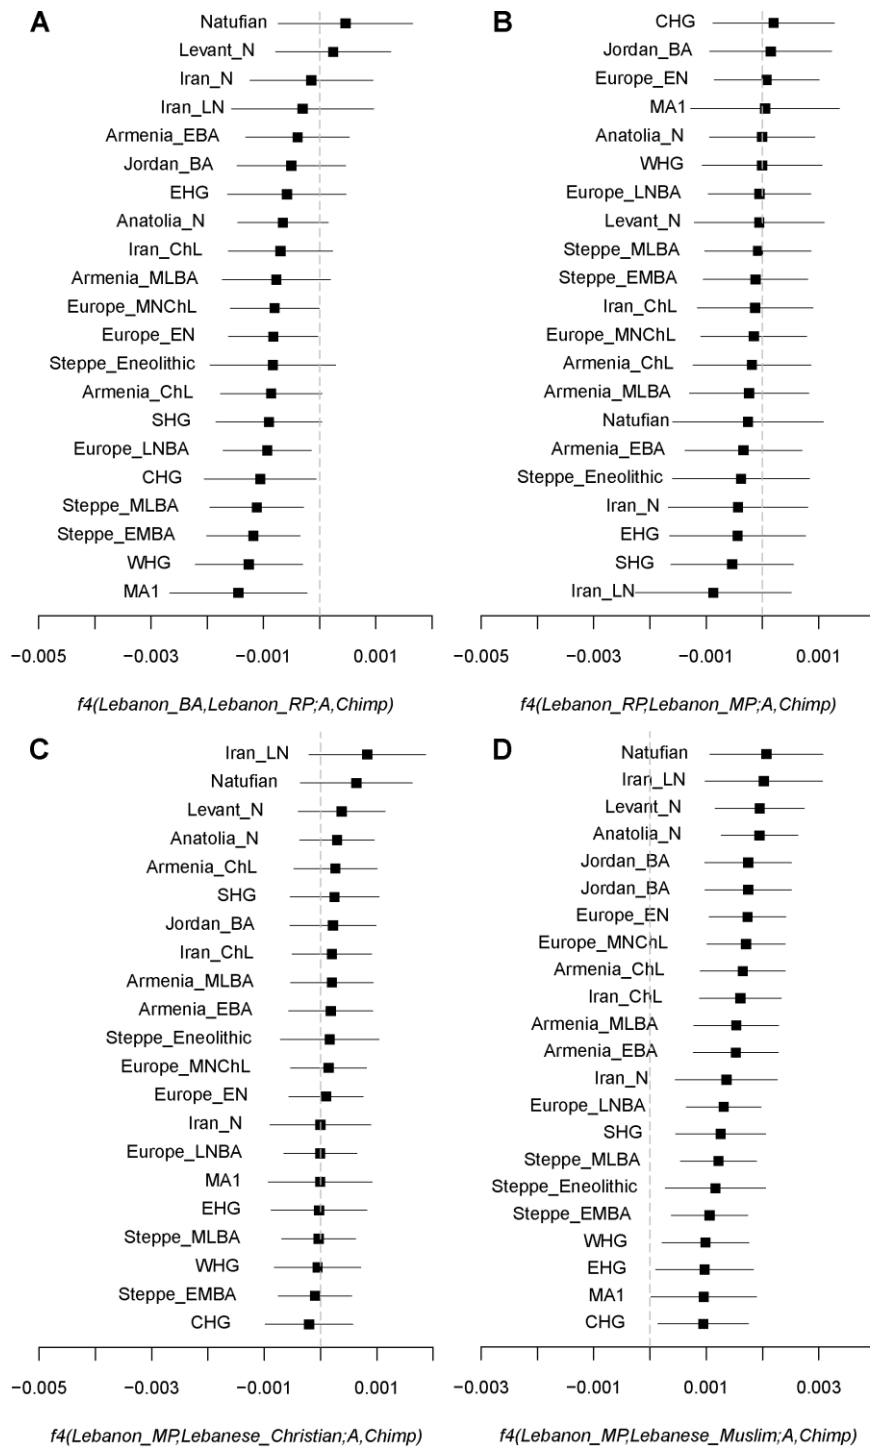 A
Natufian
Levant_N
Iran_N
Iran_LN
Armenia_EBA
Jordan_BA
EHG
Anatolia_N
Iran_ChL
Armenia_MLBA
Europe_MNChL
Europe_EN
Steppe_Eneolithic
Armenia_ChL
SHG
Europe_LNBA
CHG
Steppe_MLBA
Steppe_EMBA
WHG
MA1
−0.005 −0.003 −0.001 0.001
f4(Lebanon_BA,Lebanon_RP;A,Chimp)
B
CHG
Jordan_BA
Europe_EN
MA1
Anatolia_N
WHG
Europe_LNBA
Levant_N
Steppe_MLBA
Steppe_EMBA
Iran_ChL
Europe_MNChL
Armenia_ChL
Armenia_MLBA
Natufian
Armenia_EBA
Steppe_Eneolithic
Iran_N
EHG
SHG
Iran_LN
−0.005 −0.003 −0.001 0.001
f4(Lebanon_RP,Lebanon_MP;A,Chimp)
C
Iran_LN
Natufian
Levant_N
Anatolia_N
Armenia_ChL
SHG
Jordan_BA
Iran_ChL
Armenia_MLBA
Armenia_EBA
Steppe_Eneolithic
Europe_MNChL
Europe_EN
Iran_N
Europe_LNBA
MA1
EHG
Steppe_MLBA
WHG
Steppe_EMBA
CHG
−0.005 −0.003 −0.001 0.001
f4(Lebanon_MP,Lebanese_Christian;A,Chimp)
D
Natufian
Iran_LN
Levant_N
Anatolia_N
Jordan_BA
Jordan_BA
Europe_EN
Europe_MNChL
Armenia_ChL
Iran_ChL
Armenia_MLBA
Armenia_EBA
Iran_N
Europe_LNBA
SHG
Steppe_MLBA
Steppe_Eneolithic
Steppe_EMBA
WHG
EHG
MA1
CHG
−0.003 −0.001 0.001 0.003
f4(Lebanon_MP,Lebanese_Muslim;A,Chimp)